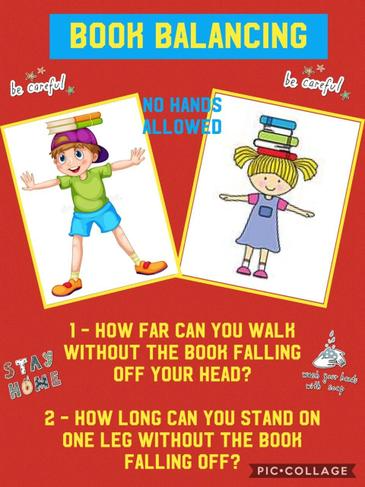 BOOK BALANCING
be careful
be careful
NO HANDS
ALLOWED
1 - HOW FAR CAN YOU WALK
WITHOUT THE BOOK FALLING
OFF YOUR HEAD?
STAY
HOME
wash your hands
with soap
2 - HOW LONG CAN YOU STAND ON
ONE LEG WITHOUT THE BOOK
FALLING OFF?
PIC•COLLAGE